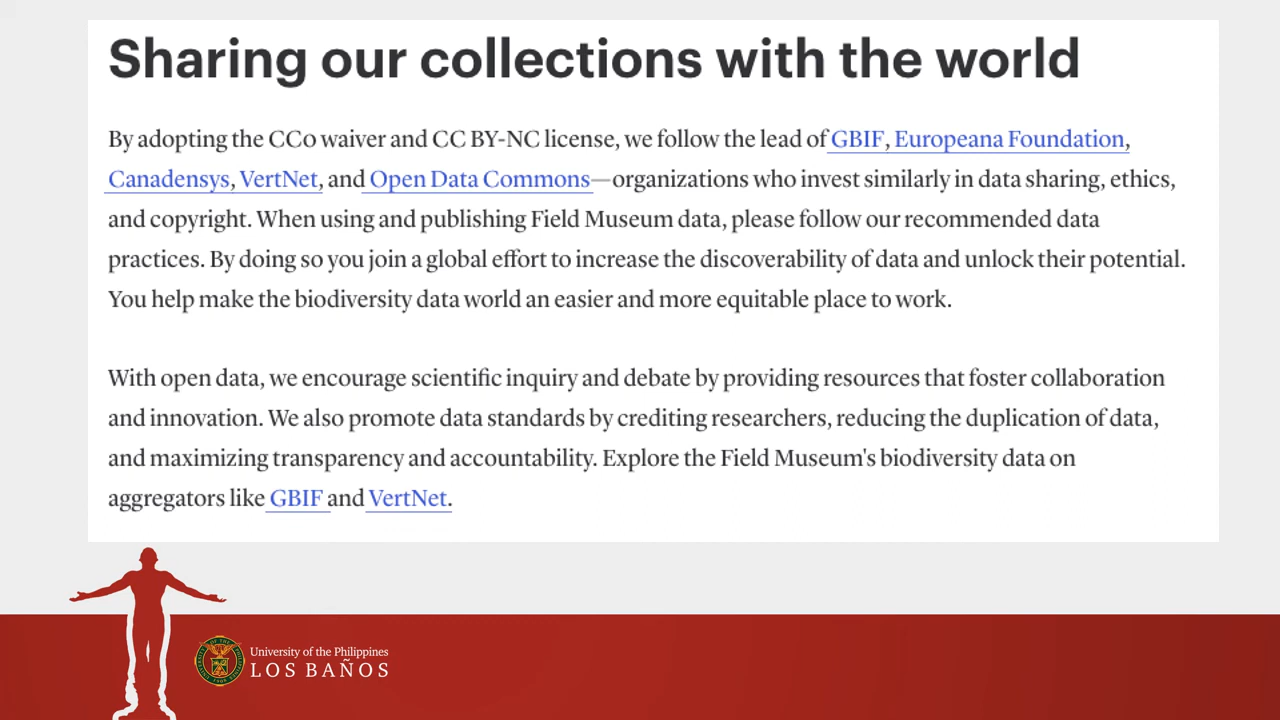 Sharing our collections with the world
By adopting the CC0 waiver and CC BY-NC license, we follow the lead of GBIF, Europeana Foundation,
Canadensys, VertNet, and Open Data Commons—organizations who invest similarly in data sharing, ethics,
and copyright. When using and publishing Field Museum data, please follow our recommended data
practices. By doing so you join a global effort to increase the discoverability of data and unlock their potential.
You help make the biodiversity data world an easier and more equitable place to work.
With open data, we encourage scientific inquiry and debate by providing resources that foster collaboration
and innovation. We also promote data standards by crediting researchers, reducing the duplication of data,
and maximizing transparency and accountability. Explore the Field Museum's biodiversity data on
aggregators like GBIF and VertNet.
University of the Philippines
LOS BAÑOS